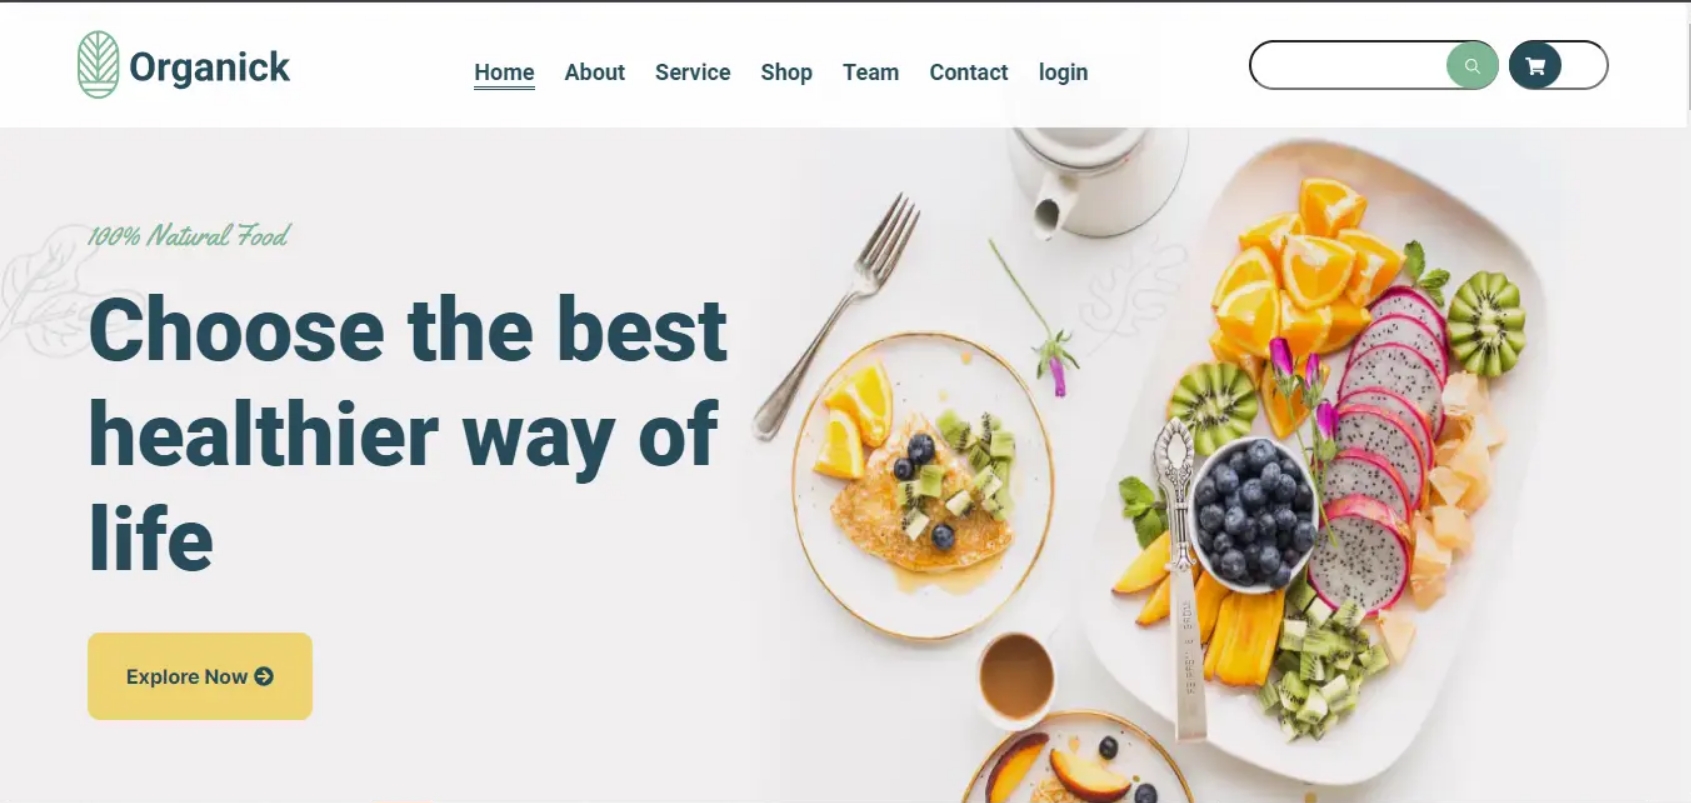 Organick
Home About Service Shop Team Contact login
100% Natural Food
Choose the best
healthier way of
life
Explore Now